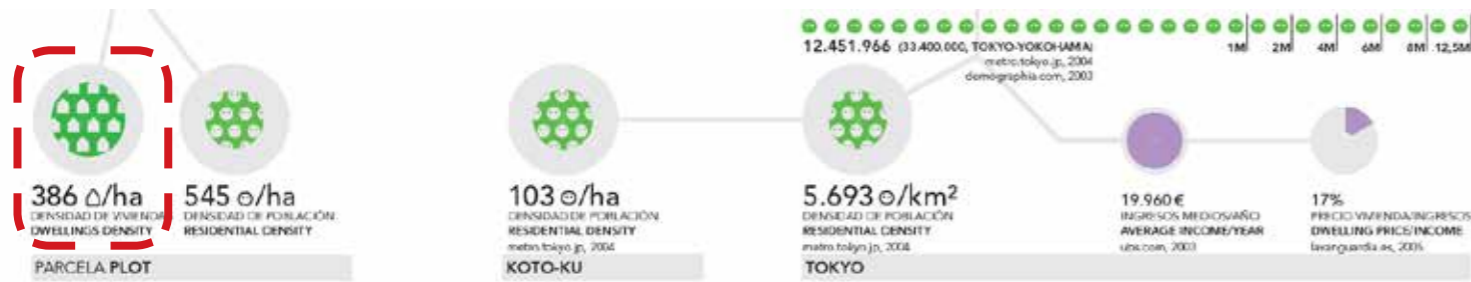 12.451.966 (33.400.000, TOKYO-YOKOHAMA)
metro.tokyo.jp, 2004
demographia.com, 2003
1M 2M 4M 6M 8M 12,5M
386 /ha
DENSIDAD DE VIVIENDA
DWELLINGS DENSITY
545 /ha
DENSIDAD DE POBLACIÓN
RESIDENTIAL DENSITY
PARCELA PLOT
103 /ha
DENSIDAD DE POBLACIÓN
RESIDENTIAL DENSITY
metro.tokyo.jp, 2004
KOTO-KU
5.693 /km²
DENSIDAD DE POBLACIÓN
RESIDENTIAL DENSITY
metro.tokyo.jp, 2004
19.960 €
INGRESOS MEDIOS/AÑO
AVERAGE INCOME/YEAR
ubs.com, 2003
17%
PRECIO VIVIENDA/INGRESOS
DWELLING PRICE/INCOME
lavanguardia.es, 2005
TOKYO